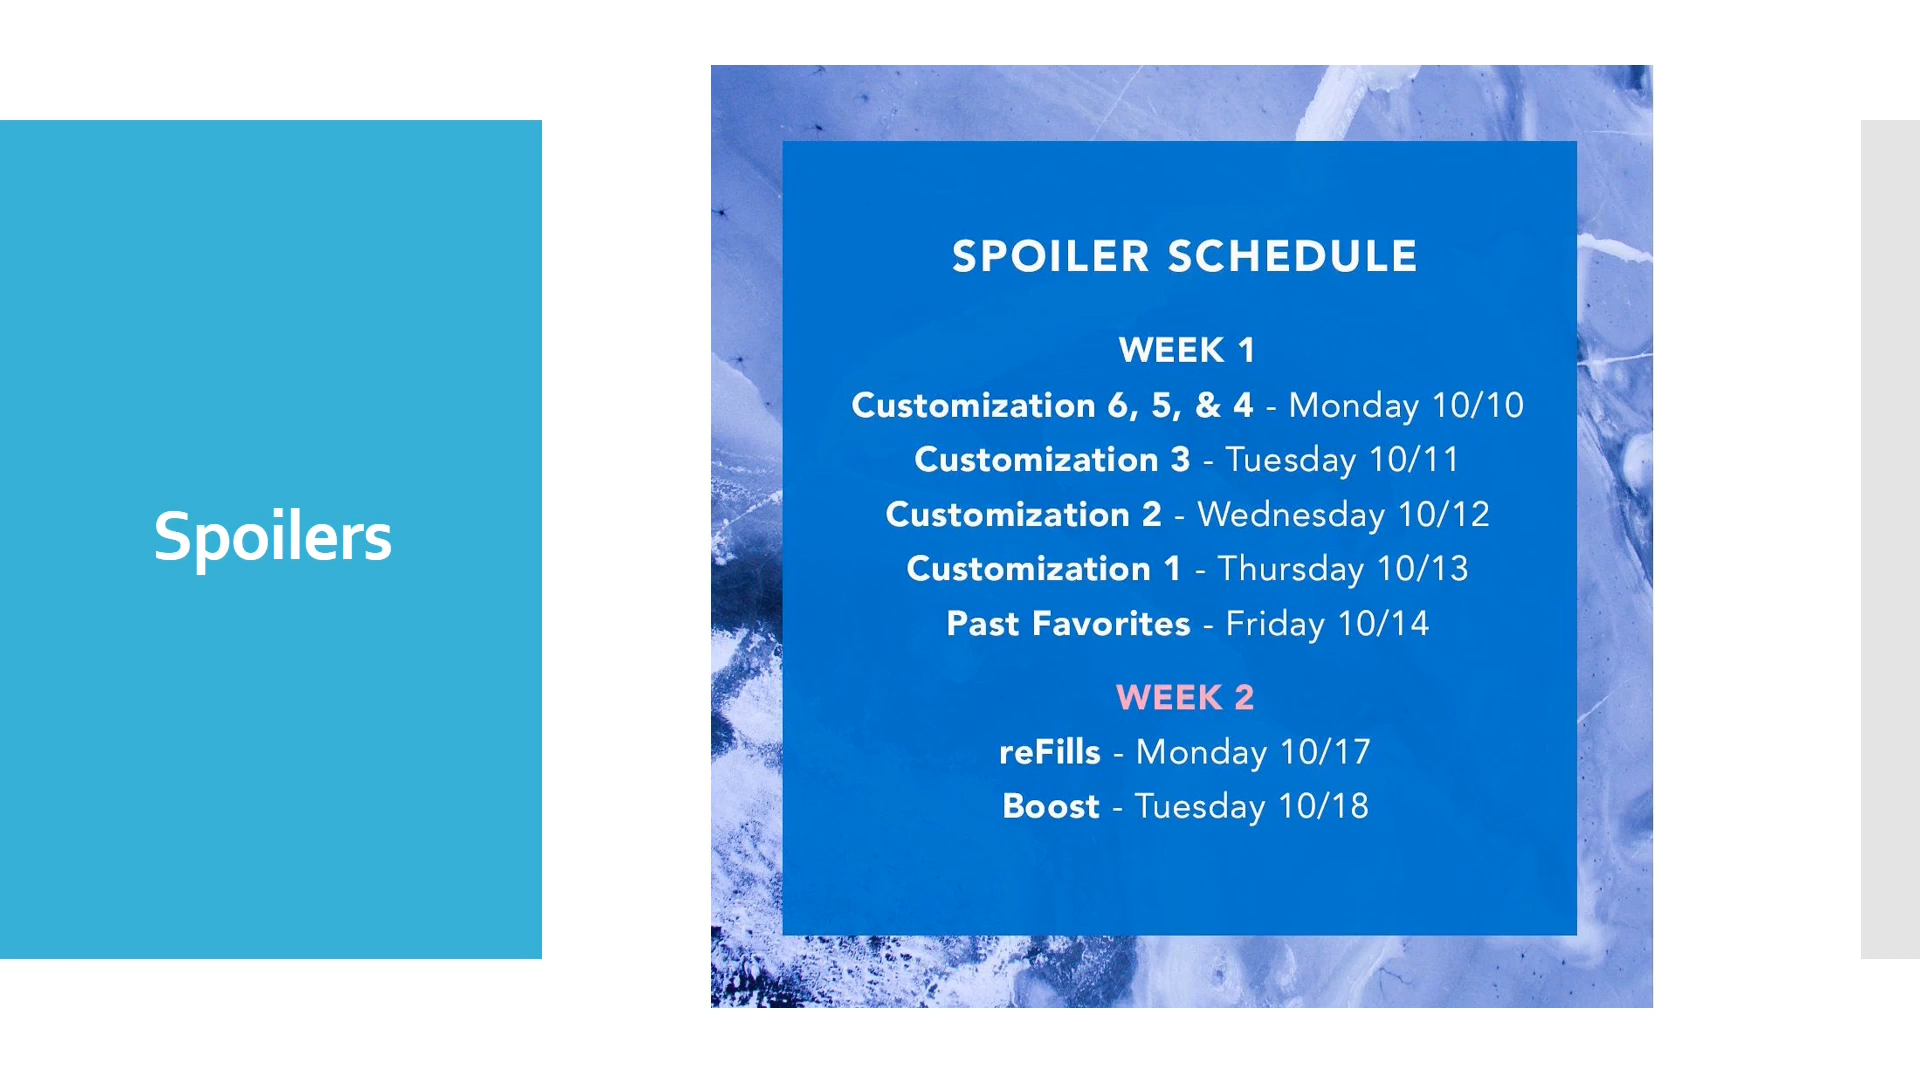 Spoilers
SPOILER SCHEDULE
WEEK 1
Customization 6, 5, & 4 - Monday 10/10
Customization 3 - Tuesday 10/11
Customization 2 - Wednesday 10/12
Customization 1 - Thursday 10/13
Past Favorites - Friday 10/14
WEEK 2
reFills - Monday 10/17
Boost - Tuesday 10/18